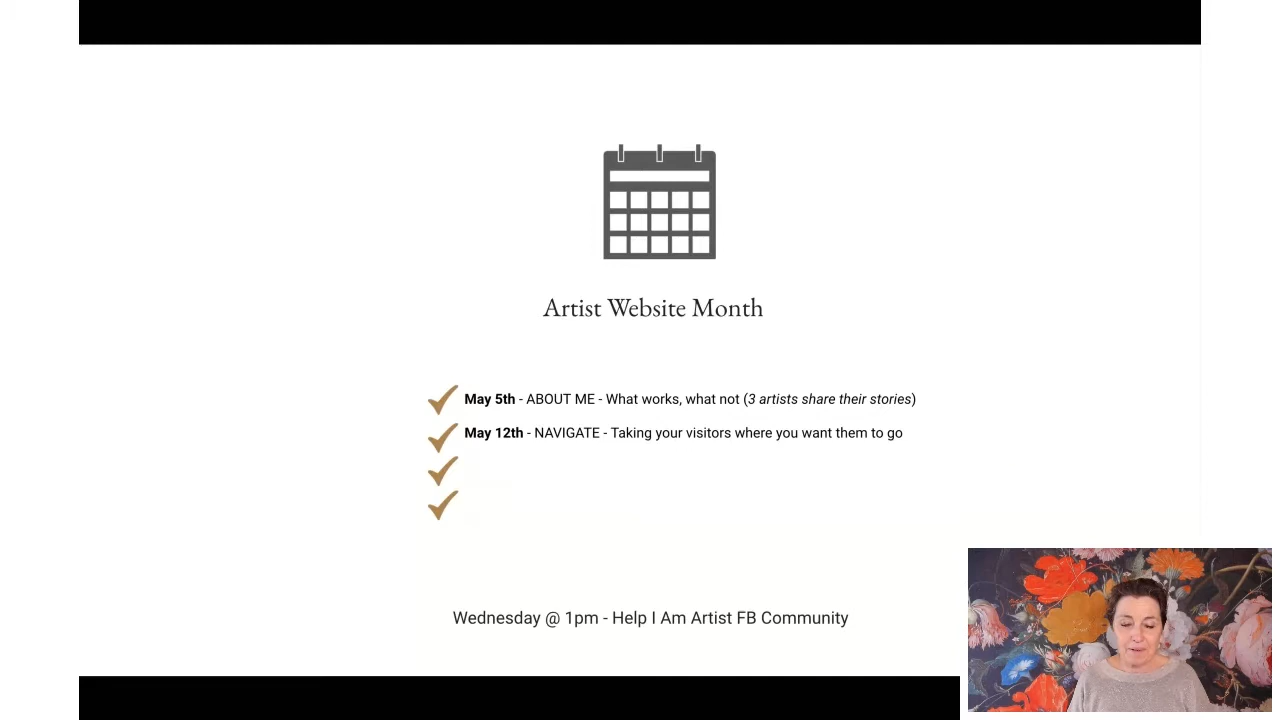 Artist Website Month
May 5th - ABOUT ME - What works, what not (3 artists share their stories)
May 12th - NAVIGATE - Taking your visitors where you want them to go
Wednesday @ 1pm - Help I Am Artist FB Community